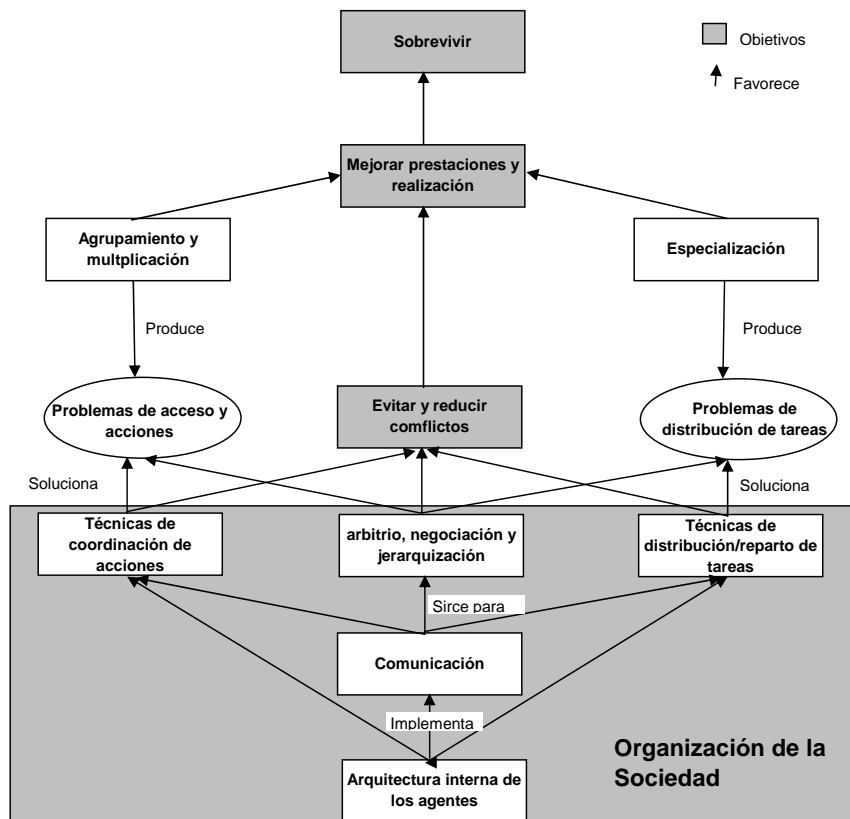 Sobrevivir
Obietivos
Favorece
Mejorar prestaciones y
realización
Agrupamiento y
multplicación
Especialización
Produce
Produce
Problemas de acceso y
acciones
Evitar y reducir
comflictos
Problemas de
distribución de tareas
Soluciona
Soluciona
Técnicas de
coordinación de
acciones
arbitrio, negociación y
jerarquización
Técnicas de
distribución/reparto de
tareas
Sirce para
Comunicación
Implementa
Arquitectura interna de
los agentes
Organización de la
Sociedad